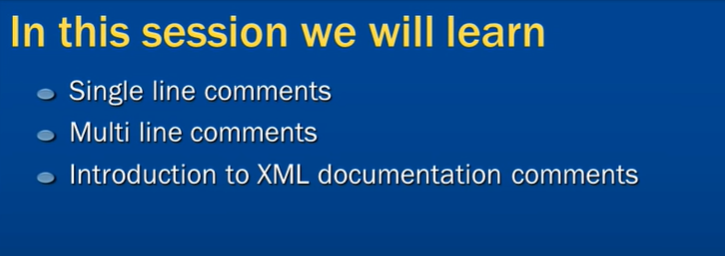 In this session we will learn
Single line comments
Multi line comments
Introduction to XML documentation comments